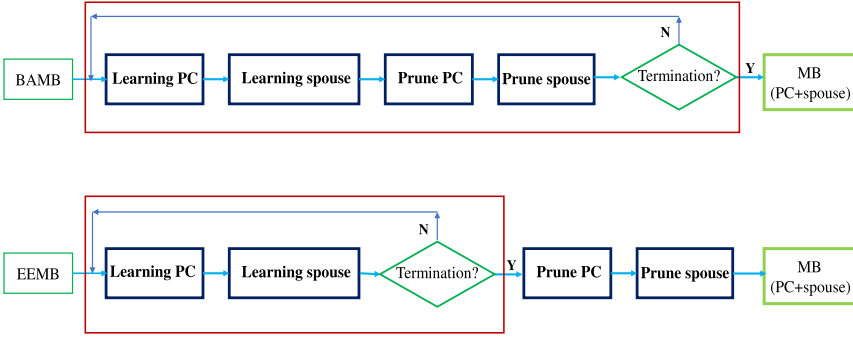 N
BAMB
Learning PC
Learning spouse
Prune PC
Prune spouse
Termination?
Y
MB
(PC+spouse)
N
EEMB
Learning PC
Learning spouse
Termination?
Y
Prune PC
Prune spouse
MB
(PC+spouse)